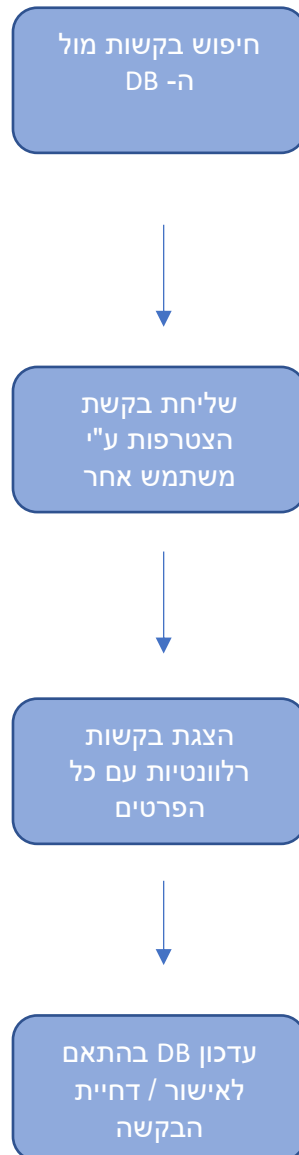 חיפוש בקשות מול
ה- DB
שליחת בקשת
הצטרפות ע"י
משתמש אחר
הצגת בקשות
רלוונטיות עם כל
הפרטים
עדכון DB בהתאם
לאישור / דחיית
הבקשה